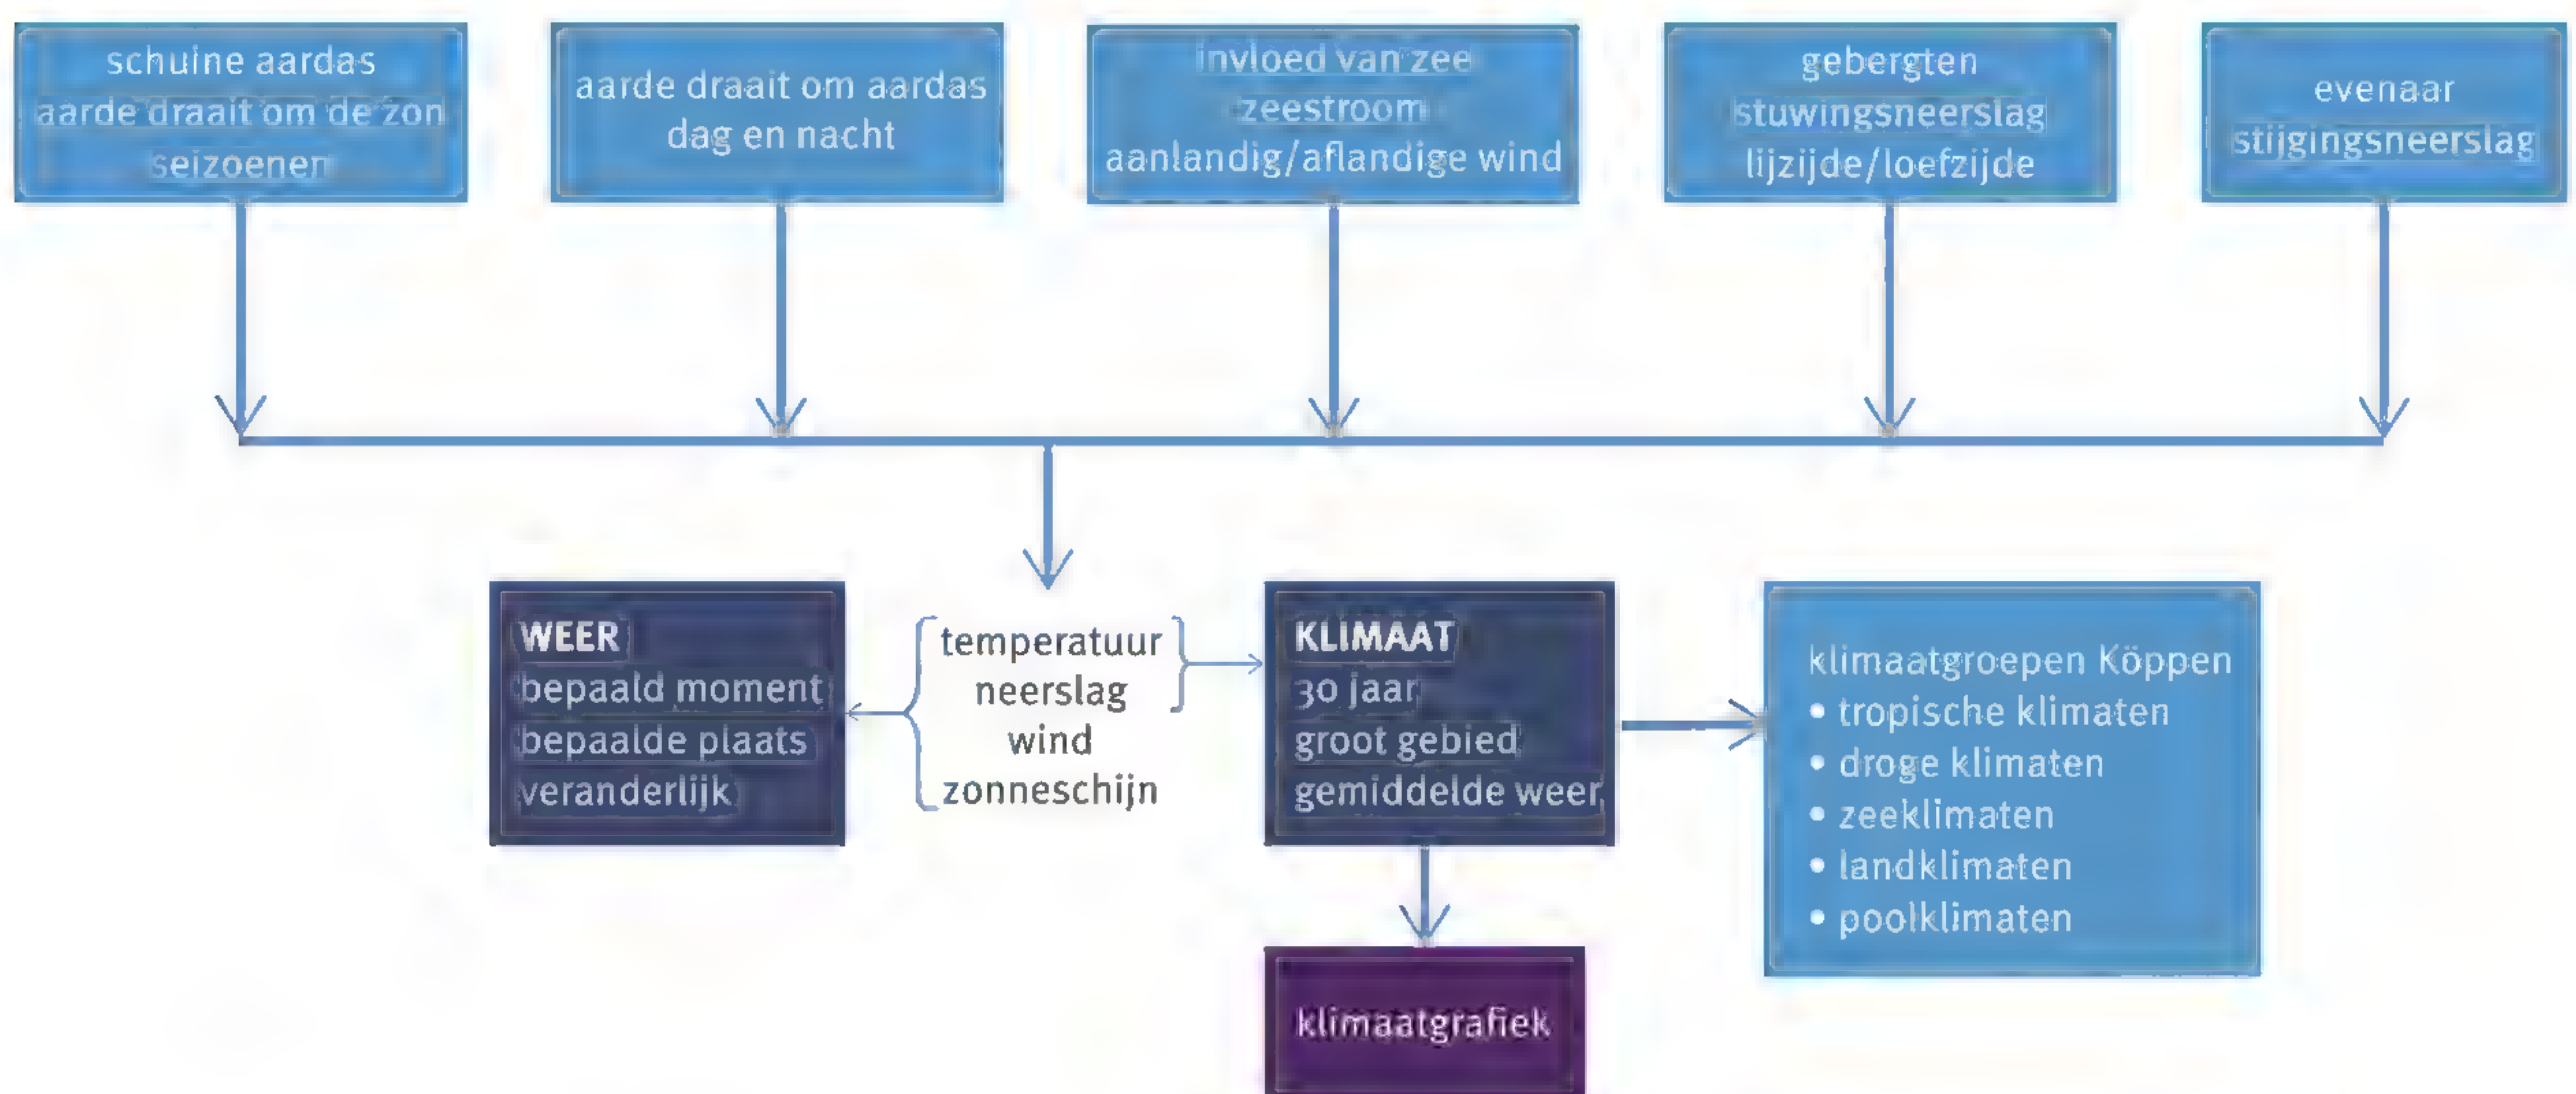 schuine aardas
aarde draait om de zon
seizoenen
aarde draait om aardas
dag en nacht
invloed van zee
zeestroom
aanlandig/aflandige wind
gebergten
stuwingsneerslag
lijzijde/loefzijde
evenaar
stijgingsneerslag
WEER
bepaald moment
bepaalde plaats
veranderlijk
temperatuur
neerslag
wind
zonneschijn
KLIMAAT
30 jaar
groot gebied
gemiddelde weer
klimaatgroepen Köppen
• tropische klimaten
• droge klimaten
• zeeklimaten
• landklimaten
• poolklimaten
klimaatgrafiek